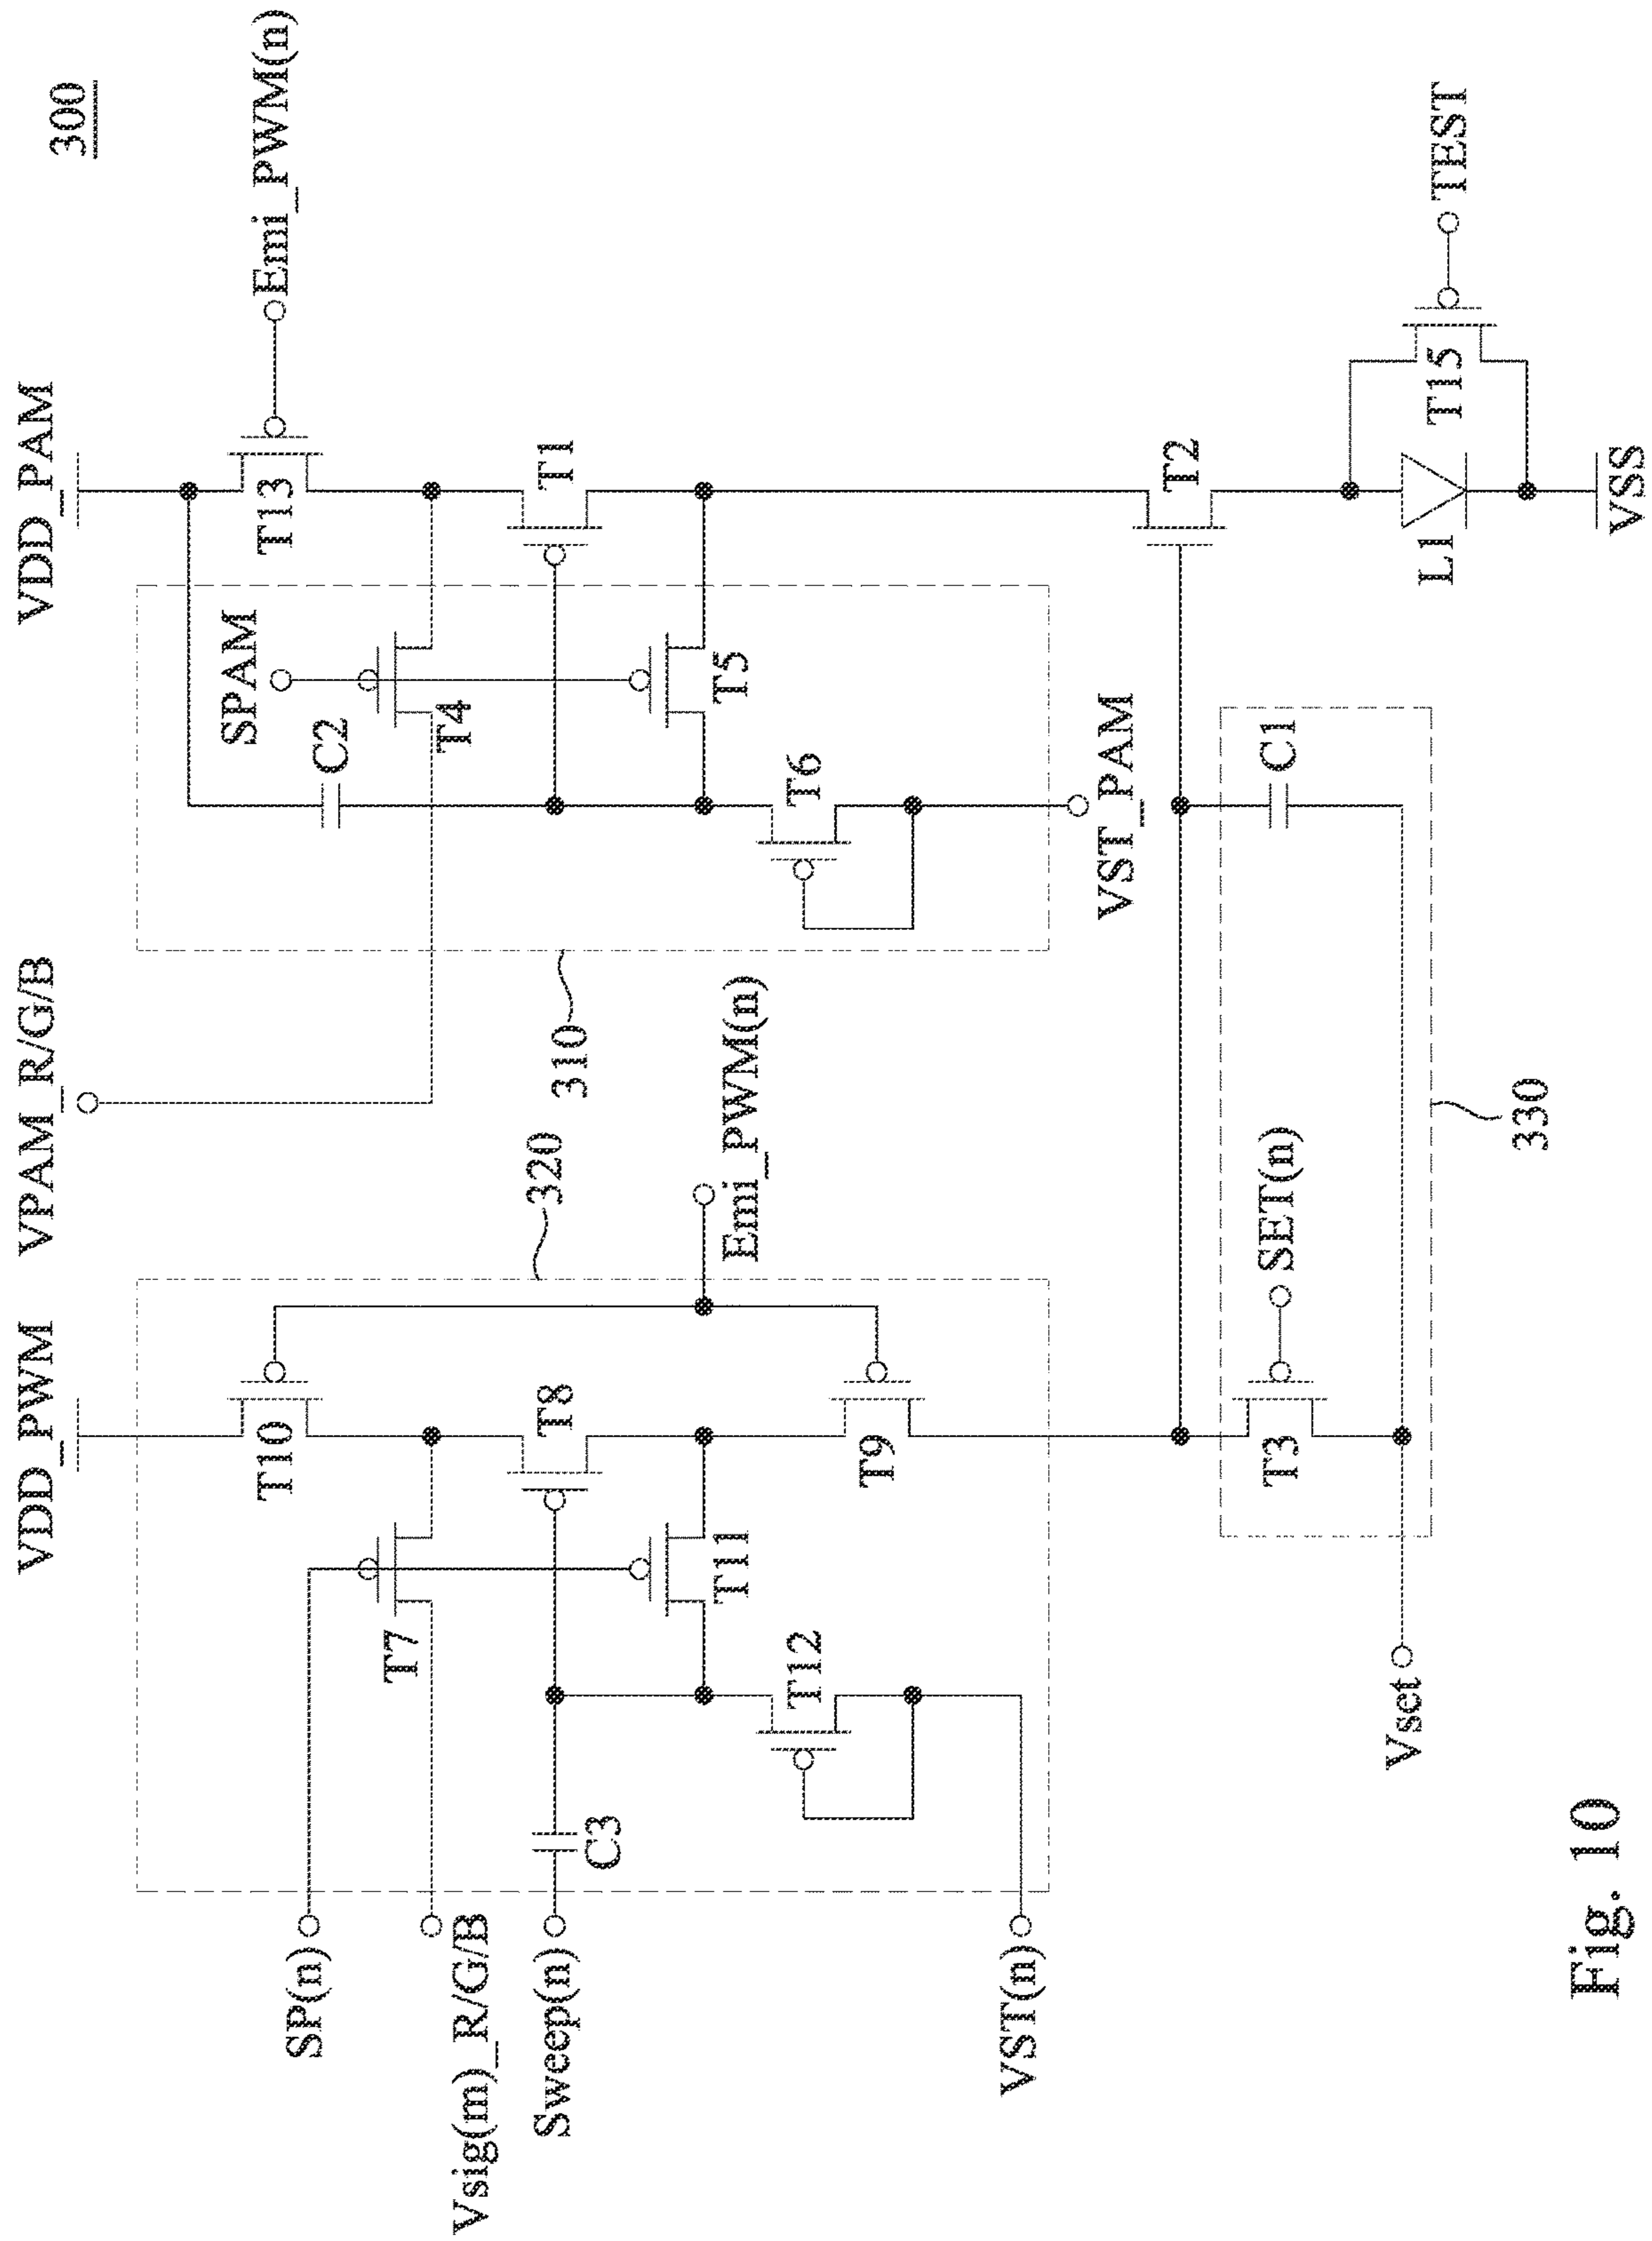 300
VDD_PWM
VPAM_R/G/B
VDD_PAM
SP(n)
T10
SPAM
T13
Emi_PWM(n)
T7
C2
T4
Vsig(m)_R/G/B
Sweep(n)
C3
T8
320
310
T1
T11
T5
Emi_PWM(n)
T12
T9
T6
VST(n)
VST_PAM
T2
T3
SET(n)
C1
Vset
330
L1
T15
TEST
VSS
Fig. 10